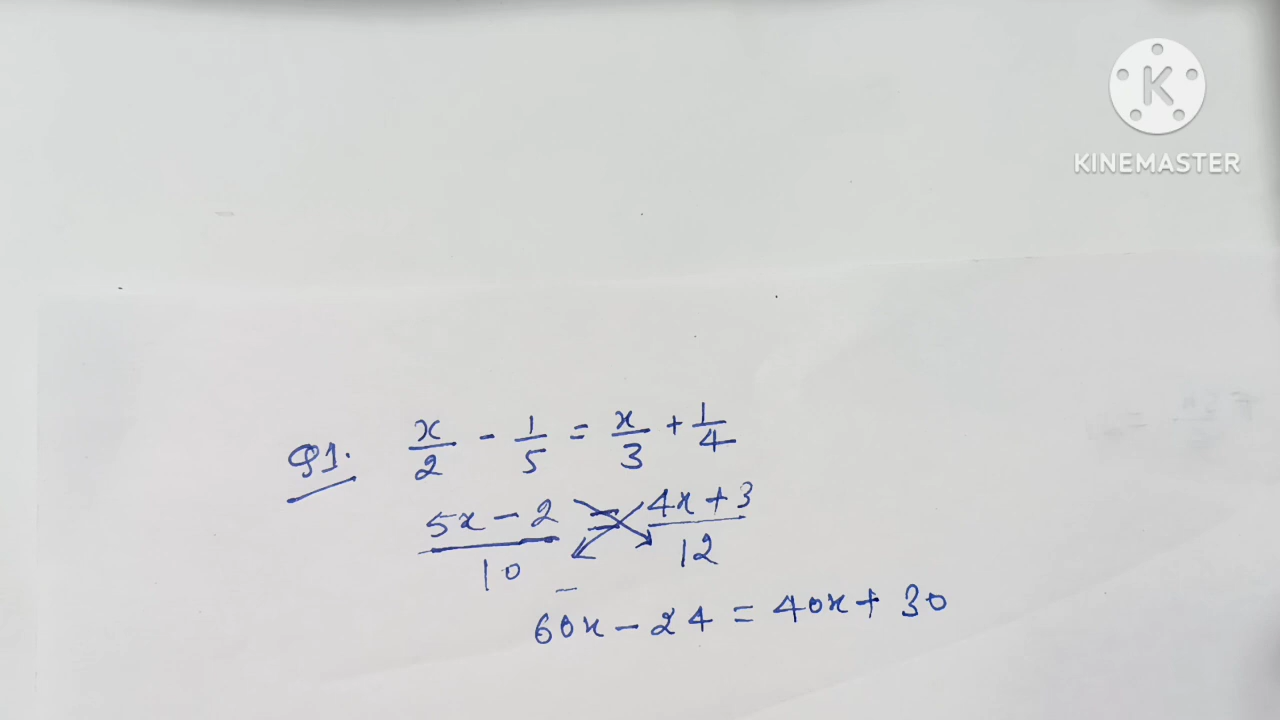 KINEMASTER
Q1. x/2 - 1/5 = x/3 + 1/4
5x - 2/10 = 4x + 3/12
60x - 24 = 40x + 30